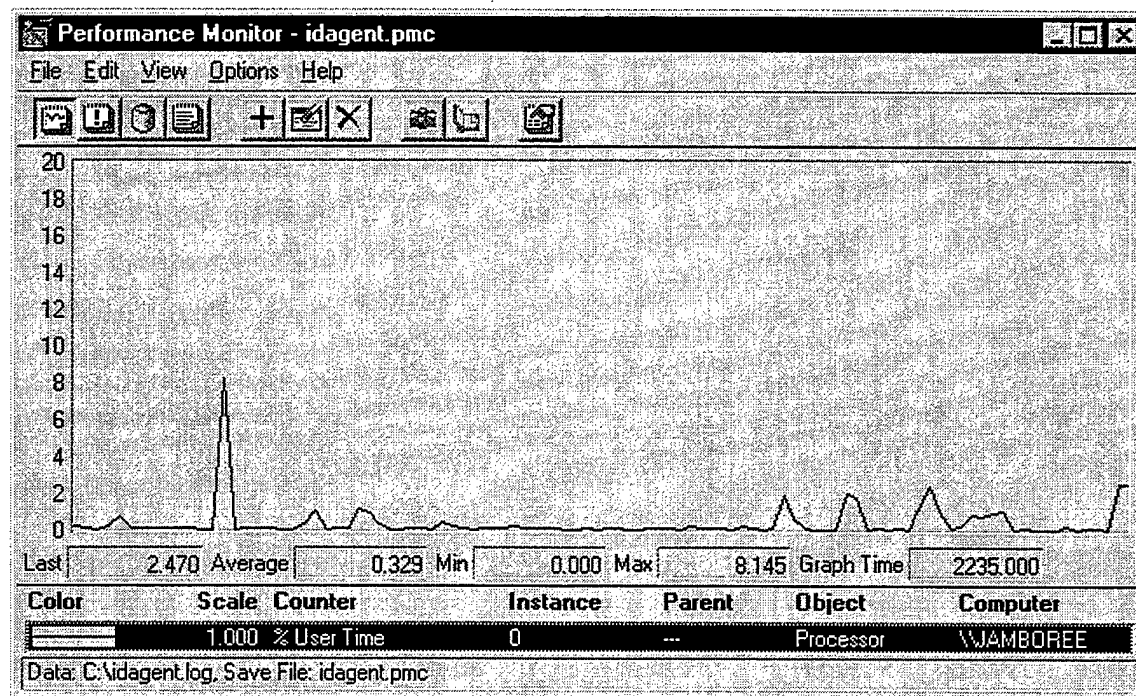 Performance Monitor - idagent.pmc
File Edit View Options Help
20
18
16
14
12
10
8
6
4
2
0
Last 2.470 Average 0.329 Min 0.000 Max 8.145 Graph Time 2235.000
Color Scale Counter Instance Parent Object Computer
1.000 % User Time 0 --- Processor \\JAMBOREE
Data: C:\idagent.log, Save File: idagent.pmc